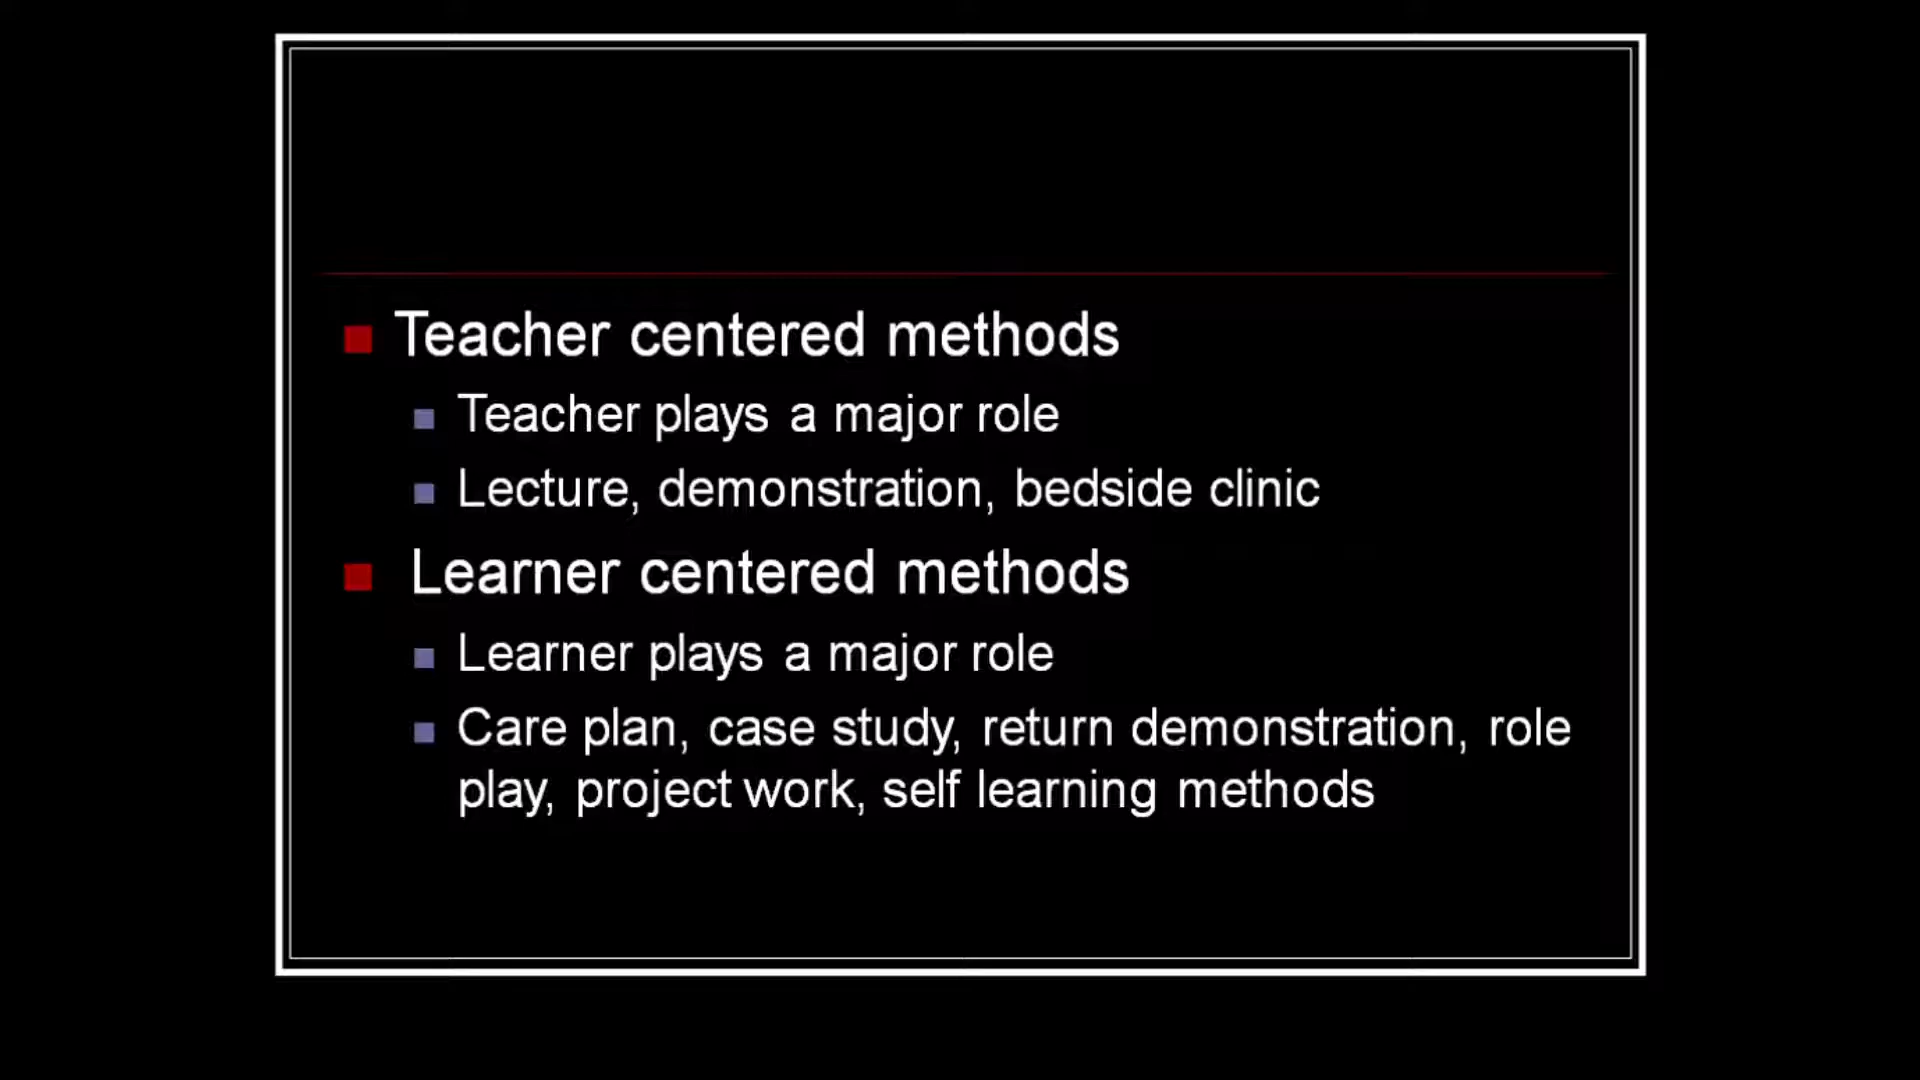 Teacher centered methods
Teacher plays a major role
Lecture, demonstration, bedside clinic
Learner centered methods
Learner plays a major role
Care plan, case study, return demonstration, role
play, project work, self learning methods